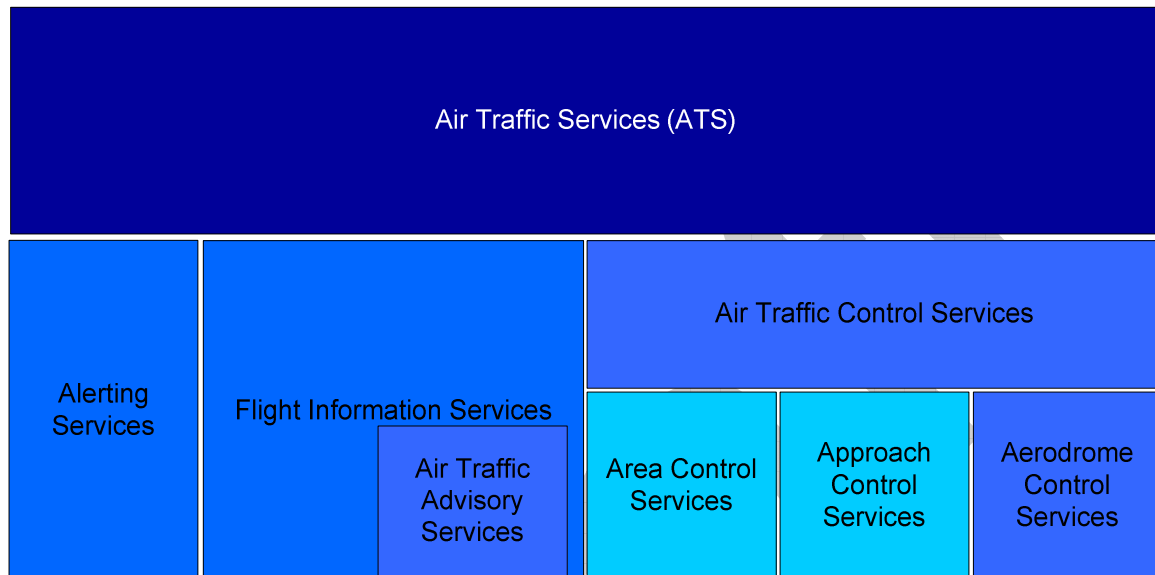 Air Traffic Services (ATS)
Alerting
Services
Flight Information Services
Air Traffic
Advisory
Services
Air Traffic Control Services
Area Control
Services
Approach
Control
Services
Aerodrome
Control
Services